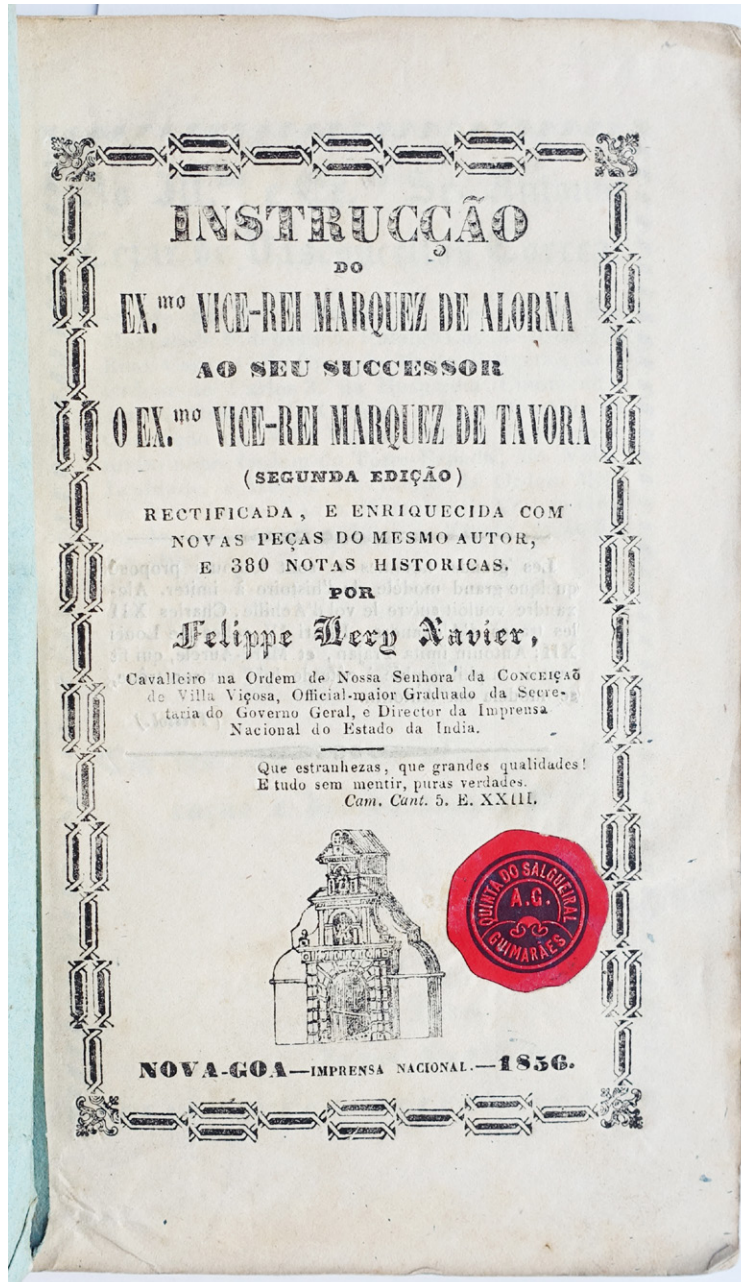 INSTRUCÇÃO
DO
EX.mo VICE-REI MARQUEZ DE ALORNA
AO SEU SUCCESSOR
O EX.mo VICE-REI MARQUEZ DE TAVORA
(SEGUNDA EDIÇÃO)
RECTIFICADA, E ENRIQUECIDA COM
NOVAS PEÇAS DO MESMO AUTOR,
E 380 NOTAS HISTORICAS.
POR
Felippe Nery Xavier,
Cavalleiro na Ordem de Nossa Senhora da CONCEIÇAÕ
de Villa Viçosa, Official-maior Graduado da Secre-
taria do Governo Geral, e Director da Imprensa
Nacional do Estado da India.
Que estranhezas, que grandes qualidades!
E tudo sem mentir, puras verdades.
Cam. Cant. 5. E. XXIII.
QUINTA DO SALGUEIRAL
A.G.
GUIMARÃES
NOVA-GOA—IMPRENSA NACIONAL.—1856.